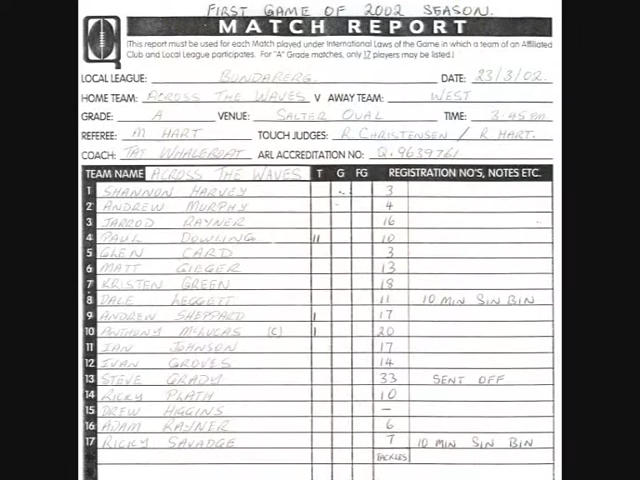 FIRST GAME OF 2002 SEASON.
MATCH REPORT
(This report must be used for each Match played under International Laws of the Game in which a team of an Affiliated
Club and Local League participates. For "A" Grade matches, only 17 players may be listed.)
LOCAL LEAGUE: BUNDABERG. DATE: 23/3/02.
HOME TEAM: ACROSS THE WAVES V AWAY TEAM: WEST
GRADE: A VENUE: SALTER OVAL TIME: 3:45 pm
REFEREE: M HART TOUCH JUDGES: R CHRISTENSEN / R HART.
COACH: TAT WHALEBOAT ARL ACCREDITATION No: Q.9639761
TEAM NAME ACROSS THE WAVES T G FG REGISTRATION NO'S, NOTES ETC.
1 SHANNON HARVEY 3
2 ANDREW MURPHY 4
3 JARROD RAYNER 16
4 PAUL DOWLING II 10
5 GLEN CARD 3
6 MATT GIEGER 13
7 KRISTEN GREEN 18
8 DALE LEGGETT 11 10 MIN SIN BIN
9 ANDREW SHEPPARD I 17
10 ANTHONY McLUCAS (C) I 20
11 IAN JOHNSON 17
12 IVAN GROVES 14
13 STEVE GRADY 33 SENT OFF
14 RICKY PLATH 10
15 DREW HIGGINS –
16 ADAM RAYNER 6
17 RICKY SAVADGE 7 10 MIN SIN BIN
TACKLES